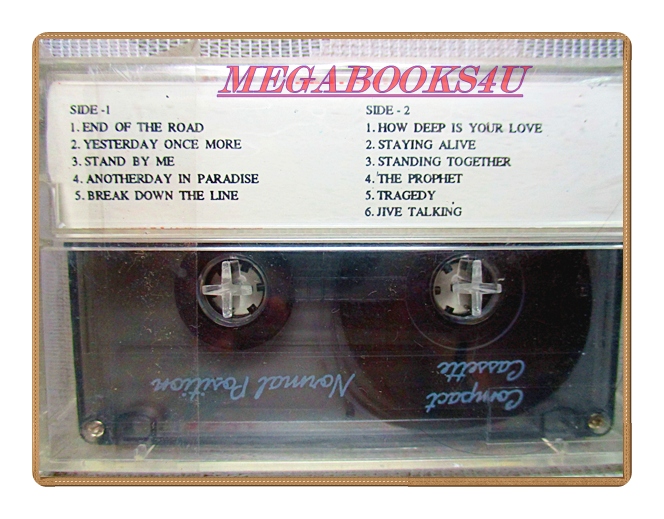 MEGABOOKS4U
SIDE -1
1. END OF THE ROAD
2. YESTERDAY ONCE MORE
3. STAND BY ME
4. ANOTHERDAY IN PARADISE
5. BREAK DOWN THE LINE
SIDE - 2
1. HOW DEEP IS YOUR LOVE
2. STAYING ALIVE
3. STANDING TOGETHER
4. THE PROPHET
5. TRAGEDY
6. JIVE TALKING
Compact
Cassette
Normal Position